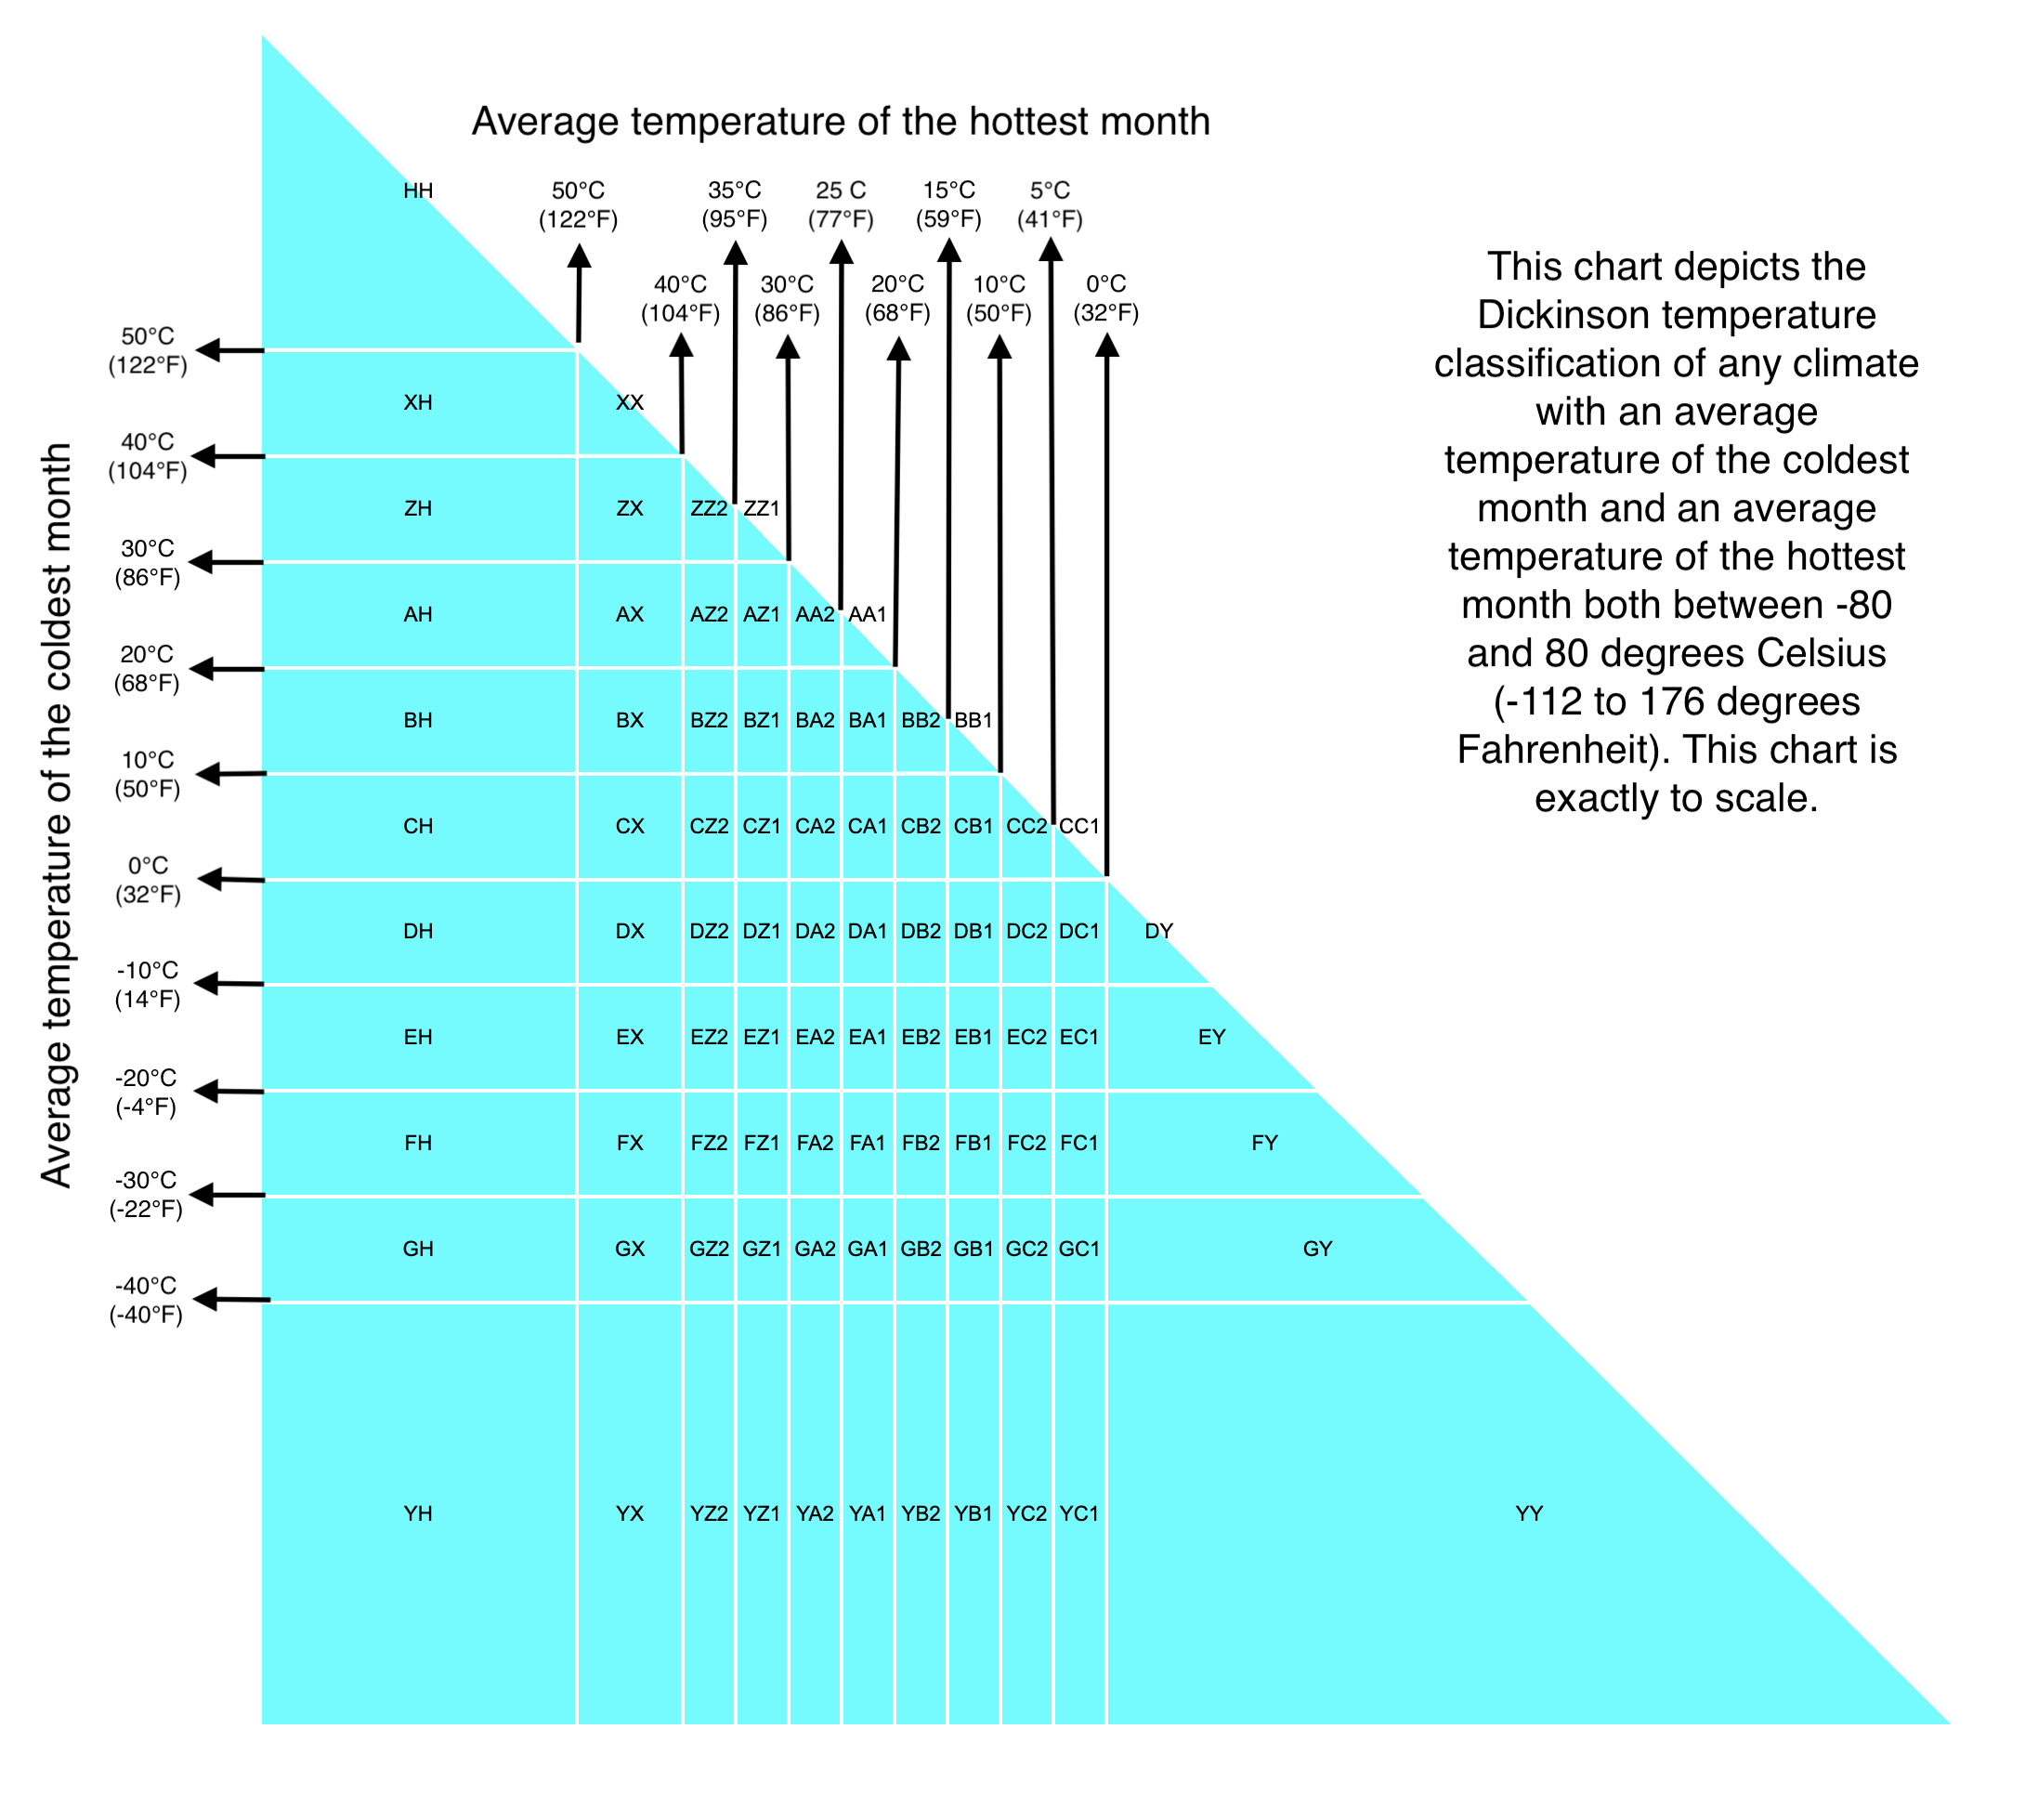 Average temperature of the hottest month
50°C
(122°F)
35°C
(95°F)
25 C
(77°F)
15°C
(59°F)
5°C
(41°F)
40°C
(104°F)
30°C
(86°F)
20°C
(68°F)
10°C
(50°F)
0°C
(32°F)
This chart depicts the
Dickinson temperature
classification of any climate
with an average
temperature of the coldest
month and an average
temperature of the hottest
month both between -80
and 80 degrees Celsius
(-112 to 176 degrees
Fahrenheit). This chart is
exactly to scale.
Average temperature of the coldest month
50°C
(122°F)
40°C
(104°F)
30°C
(86°F)
20°C
(68°F)
10°C
(50°F)
0°C
(32°F)
-10°C
(14°F)
-20°C
(-4°F)
-30°C
(-22°F)
-40°C
(-40°F)
HH
XH XX
ZH ZX ZZ2 ZZ1
AH AX AZ2 AZ1 AA2 AA1
BH BX BZ2 BZ1 BA2 BA1 BB2 BB1
CH CX CZ2 CZ1 CA2 CA1 CB2 CB1 CC2 CC1
DH DX DZ2 DZ1 DA2 DA1 DB2 DB1 DC2 DC1 DY
EH EX EZ2 EZ1 EA2 EA1 EB2 EB1 EC2 EC1 EY
FH FX FZ2 FZ1 FA2 FA1 FB2 FB1 FC2 FC1 FY
GH GX GZ2 GZ1 GA2 GA1 GB2 GB1 GC2 GC1 GY
YH YX YZ2 YZ1 YA2 YA1 YB2 YB1 YC2 YC1 YY